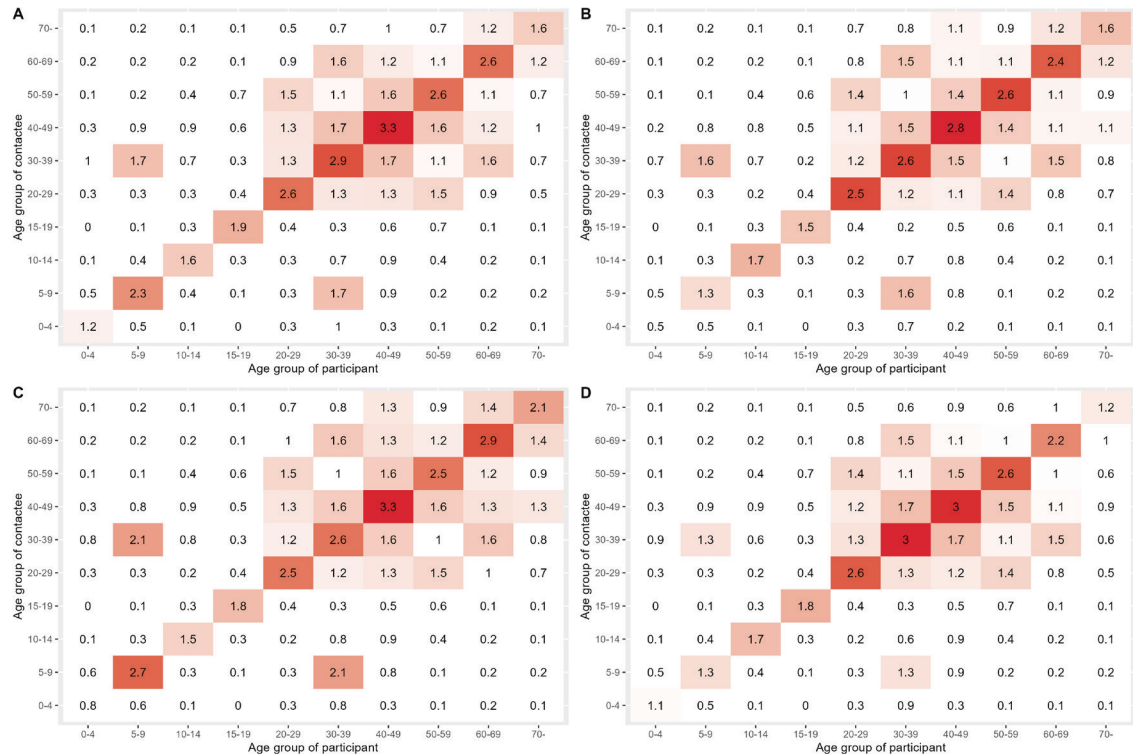 A
70- 0.1 0.2 0.1 0.1 0.5 0.7 1 0.7 1.2 1.6
60-69 0.2 0.2 0.2 0.1 0.9 1.6 1.2 1.1 2.6 1.2
50-59 0.1 0.2 0.4 0.7 1.5 1.1 1.6 2.6 1.1 0.7
40-49 0.3 0.9 0.9 0.6 1.3 1.7 3.3 1.6 1.2 1
30-39 1 1.7 0.7 0.3 1.3 2.9 1.7 1.1 1.6 0.7
20-29 0.3 0.3 0.3 0.4 2.6 1.3 1.3 1.5 0.9 0.5
15-19 0 0.1 0.3 1.9 0.4 0.3 0.6 0.7 0.1 0.1
10-14 0.1 0.4 1.6 0.3 0.3 0.7 0.9 0.4 0.2 0.1
5-9 0.5 2.3 0.4 0.1 0.3 1.7 0.9 0.2 0.2 0.2
0-4 1.2 0.5 0.1 0 0.3 1 0.3 0.1 0.2 0.1
0-4 5-9 10-14 15-19 20-29 30-39 40-49 50-59 60-69 70-
Age group of participant
Age group of contactee
B
70- 0.1 0.2 0.1 0.1 0.7 0.8 1.1 0.9 1.2 1.6
60-69 0.1 0.2 0.2 0.1 0.8 1.5 1.1 1.1 2.4 1.2
50-59 0.1 0.1 0.4 0.6 1.4 1 1.4 2.6 1.1 0.9
40-49 0.2 0.8 0.8 0.5 1.1 1.5 2.8 1.4 1.1 1.1
30-39 0.7 1.6 0.7 0.2 1.2 2.6 1.5 1 1.5 0.8
20-29 0.3 0.3 0.2 0.4 2.5 1.2 1.1 1.4 0.8 0.7
15-19 0 0.1 0.3 1.5 0.4 0.2 0.5 0.6 0.1 0.1
10-14 0.1 0.3 1.7 0.3 0.2 0.7 0.8 0.4 0.2 0.1
5-9 0.5 1.3 0.3 0.1 0.3 1.6 0.8 0.1 0.2 0.2
0-4 0.5 0.5 0.1 0 0.3 0.7 0.2 0.1 0.1 0.1
0-4 5-9 10-14 15-19 20-29 30-39 40-49 50-59 60-69 70-
Age group of participant
Age group of contactee
C
70- 0.1 0.2 0.1 0.1 0.7 0.8 1.3 0.9 1.4 2.1
60-69 0.2 0.2 0.2 0.1 1 1.6 1.3 1.2 2.9 1.4
50-59 0.1 0.1 0.4 0.6 1.5 1 1.6 2.5 1.2 0.9
40-49 0.3 0.8 0.9 0.5 1.3 1.6 3.3 1.6 1.3 1.3
30-39 0.8 2.1 0.8 0.3 1.2 2.6 1.6 1 1.6 0.8
20-29 0.3 0.3 0.2 0.4 2.5 1.2 1.3 1.5 1 0.7
15-19 0 0.1 0.3 1.8 0.4 0.3 0.5 0.6 0.1 0.1
10-14 0.1 0.3 1.5 0.3 0.2 0.8 0.9 0.4 0.2 0.1
5-9 0.6 2.7 0.3 0.1 0.3 2.1 0.8 0.1 0.2 0.2
0-4 0.8 0.6 0.1 0 0.3 0.8 0.3 0.1 0.2 0.1
0-4 5-9 10-14 15-19 20-29 30-39 40-49 50-59 60-69 70-
Age group of participant
Age group of contactee
D
70- 0.1 0.2 0.1 0.1 0.5 0.6 0.9 0.6 1 1.2
60-69 0.1 0.2 0.2 0.1 0.8 1.5 1.1 1 2.2 1
50-59 0.1 0.2 0.4 0.7 1.4 1.1 1.5 2.6 1 0.6
40-49 0.3 0.9 0.9 0.5 1.2 1.7 3 1.5 1.1 0.9
30-39 0.9 1.3 0.6 0.3 1.3 3 1.7 1.1 1.5 0.6
20-29 0.3 0.3 0.2 0.4 2.6 1.3 1.2 1.4 0.8 0.5
15-19 0 0.1 0.3 1.8 0.4 0.3 0.5 0.7 0.1 0.1
10-14 0.1 0.4 1.7 0.3 0.2 0.6 0.9 0.4 0.2 0.1
5-9 0.5 1.3 0.4 0.1 0.3 1.3 0.9 0.2 0.2 0.2
0-4 1.1 0.5 0.1 0 0.3 0.9 0.3 0.1 0.1 0.1
0-4 5-9 10-14 15-19 20-29 30-39 40-49 50-59 60-69 70-
Age group of participant
Age group of contactee